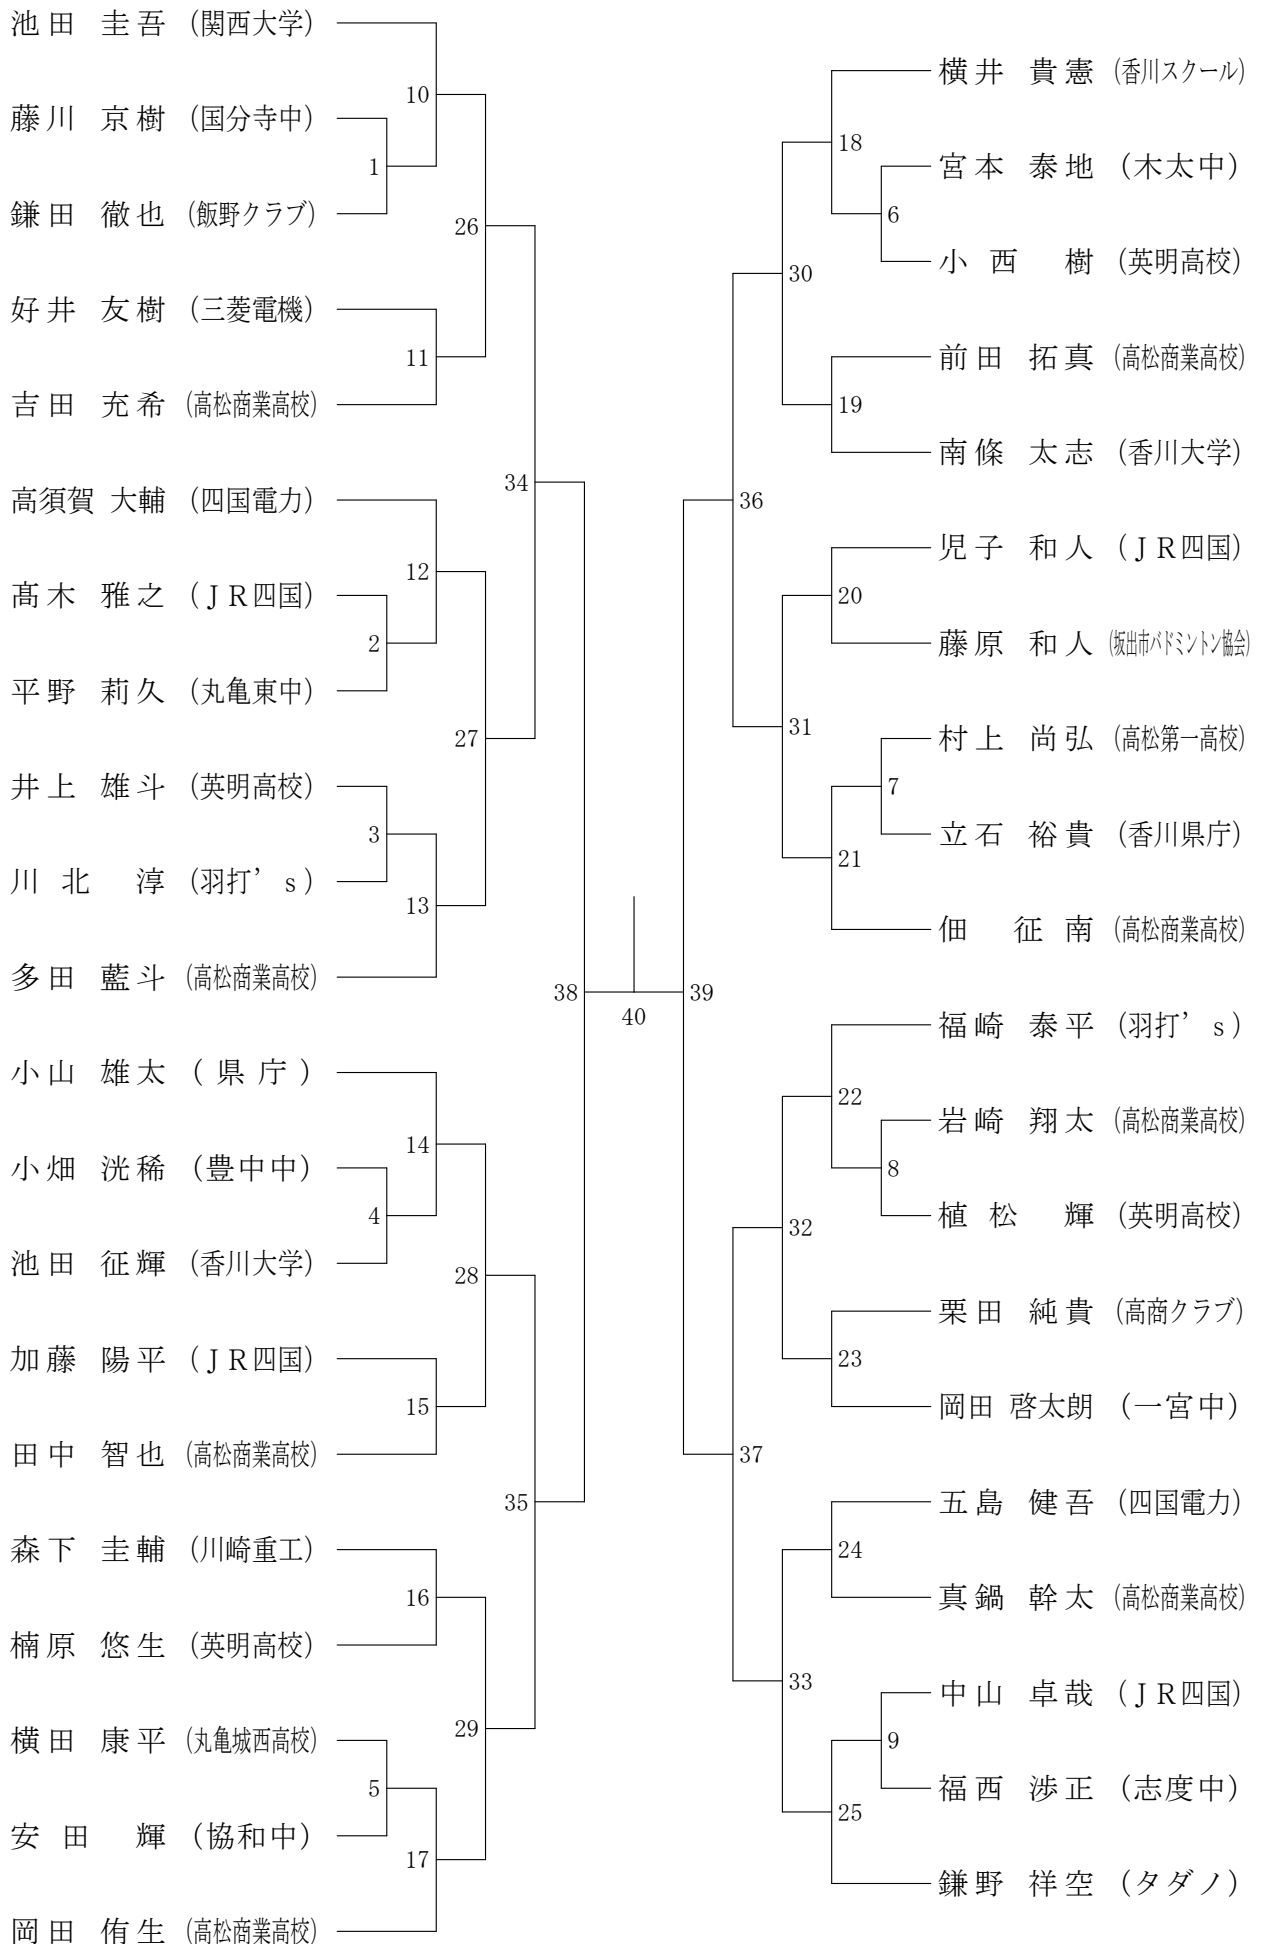 池田 圭吾 (関西大学)
藤川 京樹 (国分寺中)
鎌田 徹也 (飯野クラブ)
好井 友樹 (三菱電機)
吉田 充希 (高松商業高校)
高須賀 大輔 (四国電力)
髙木 雅之 (ＪＲ四国)
平野 莉久 (丸亀東中)
井上 雄斗 (英明高校)
川北 淳 (羽打’ｓ)
多田 藍斗 (高松商業高校)
小山 雄太 (県庁)
小畑 洸稀 (豊中中)
池田 征輝 (香川大学)
加藤 陽平 (ＪＲ四国)
田中 智也 (高松商業高校)
森下 圭輔 (川崎重工)
楠原 悠生 (英明高校)
横田 康平 (丸亀城西高校)
安田 輝 (協和中)
岡田 侑生 (高松商業高校)
1
2
3
4
5
10
11
12
13
14
15
16
17
26
27
28
29
34
35
38
40
39
36
37
30
31
32
33
18
19
20
21
22
23
24
25
6
7
8
9
横井 貴憲 (香川スクール)
宮本 泰地 (木太中)
小西 樹 (英明高校)
前田 拓真 (高松商業高校)
南條 太志 (香川大学)
児子 和人 (ＪＲ四国)
藤原 和人 (坂出市バドミントン協会)
村上 尚弘 (高松第一高校)
立石 裕貴 (香川県庁)
佃 征南 (高松商業高校)
福崎 泰平 (羽打’ｓ)
岩崎 翔太 (高松商業高校)
植松 輝 (英明高校)
栗田 純貴 (高商クラブ)
岡田 啓太朗 (一宮中)
五島 健吾 (四国電力)
真鍋 幹太 (高松商業高校)
中山 卓哉 (ＪＲ四国)
福西 渉正 (志度中)
鎌野 祥空 (タダノ)